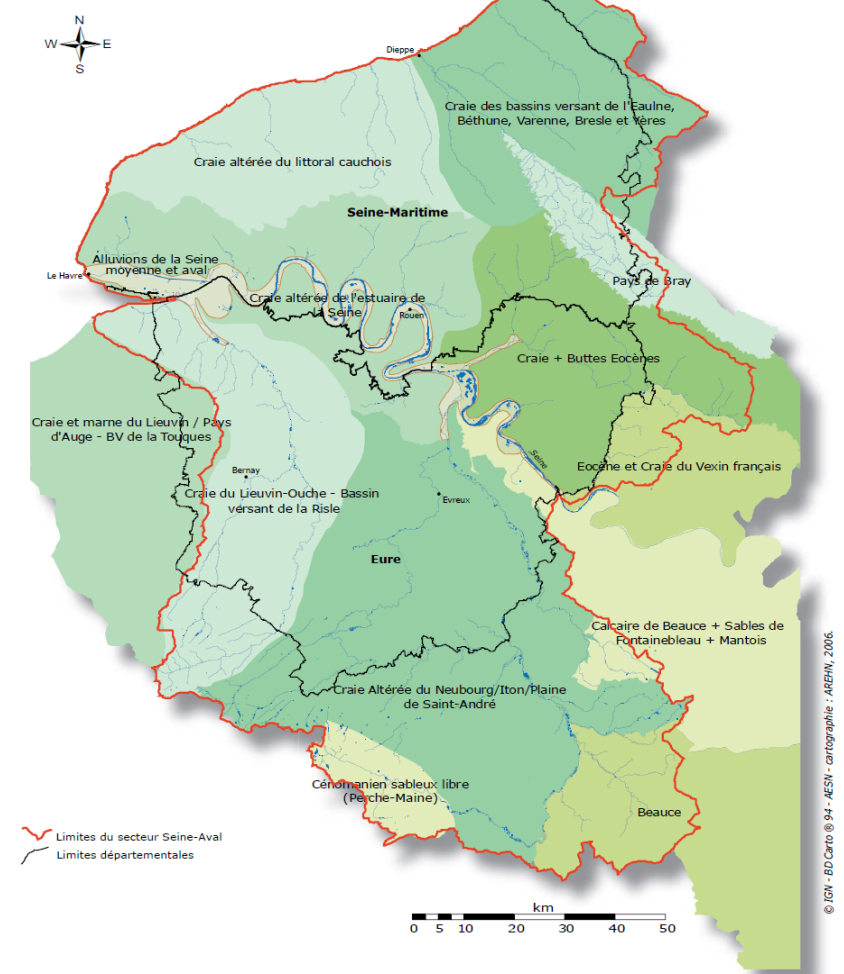 N
W E
S
Dieppe
Craie des bassins versant de l'Eaulne,
Béthune, Varenne, Bresle et Yères
Craie altérée du littoral cauchois
Seine-Maritime
Alluvions de la Seine
moyenne et aval
Le Havre
Pays de Bray
Craie altérée de l'estuaire de
la Seine
Rouen
Craie + Buttes Eocènes
Craie et marne du Lieuvin / Pays
d'Auge - BV de la Touques
Seine
Eocène et Craie du Vexin français
Bernay
Craie du Lieuvin-Ouche - Bassin
versant de la Risle
Evreux
Eure
Calcaire de Beauce + Sables de
Fontainebleau + Mantois
Craie Altérée du Neubourg/Iton/Plaine
de Saint-André
Cénomanien sableux libre
(Perche-Maine)
Beauce
Limites du secteur Seine-Aval
Limites départementales
km
0 5 10 20 30 40 50
© IGN - BD Carto ® 94 - AESN - cartographie : AREHN, 2006.